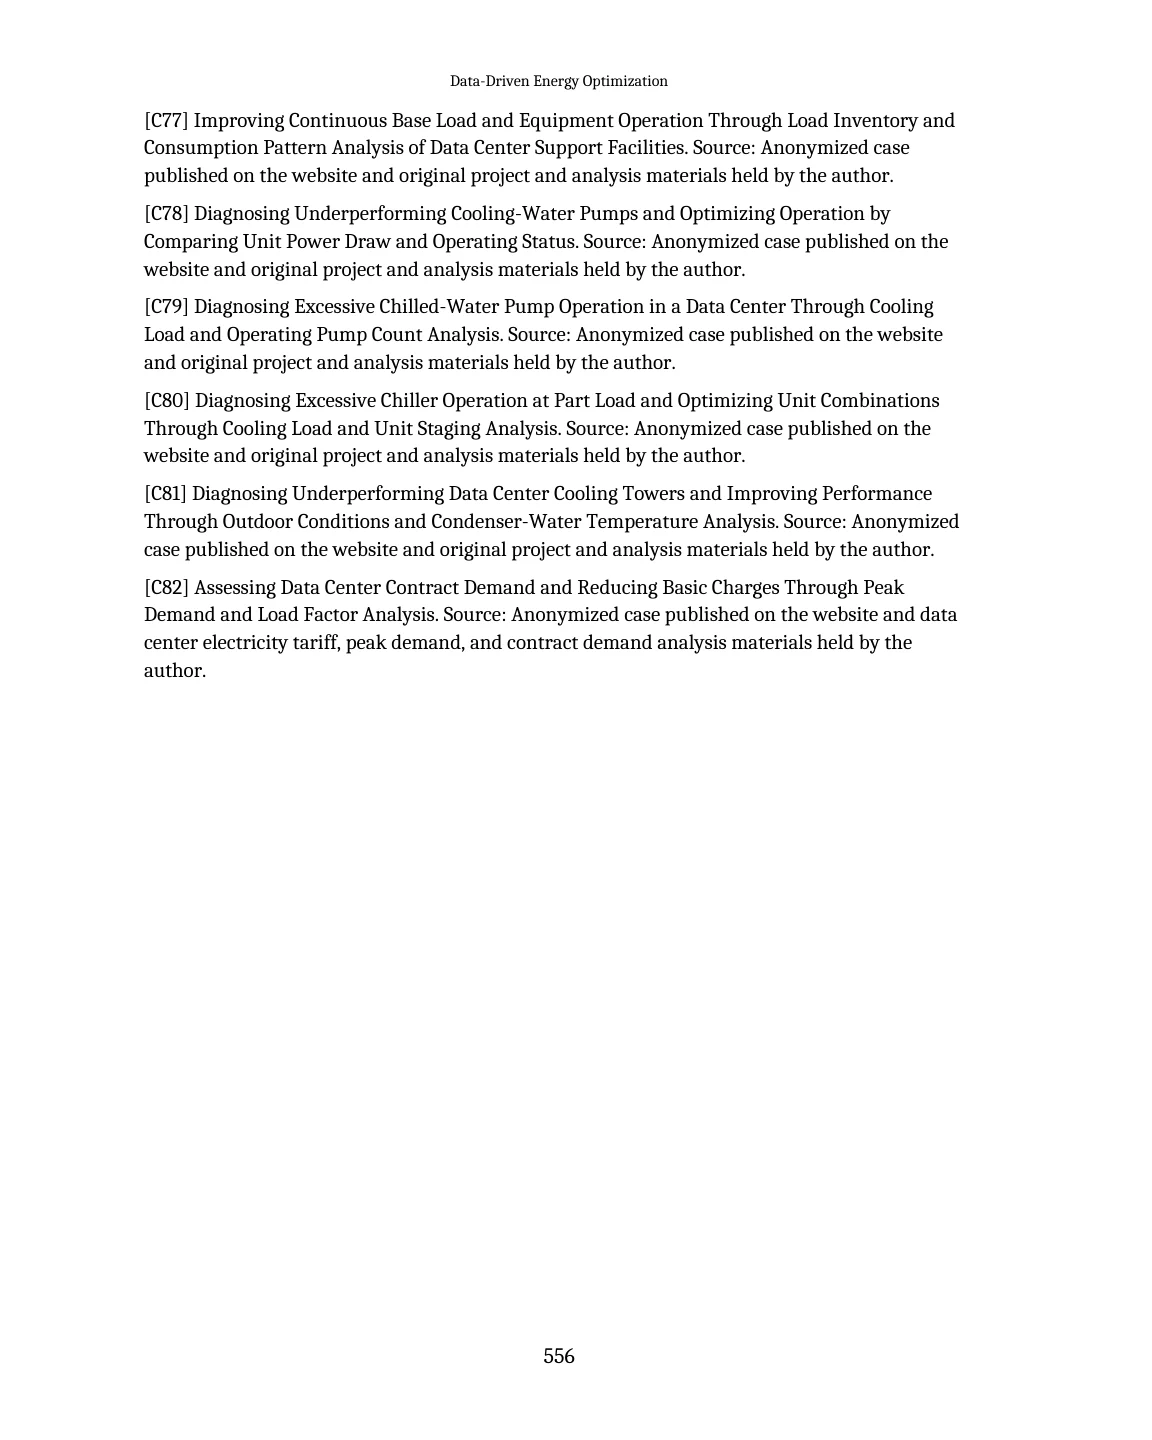 Data-Driven Energy Optimization
[C77] Improving Continuous Base Load and Equipment Operation Through Load Inventory and
Consumption Pattern Analysis of Data Center Support Facilities. Source: Anonymized case
published on the website and original project and analysis materials held by the author.
[C78] Diagnosing Underperforming Cooling-Water Pumps and Optimizing Operation by
Comparing Unit Power Draw and Operating Status. Source: Anonymized case published on the
website and original project and analysis materials held by the author.
[C79] Diagnosing Excessive Chilled-Water Pump Operation in a Data Center Through Cooling
Load and Operating Pump Count Analysis. Source: Anonymized case published on the website
and original project and analysis materials held by the author.
[C80] Diagnosing Excessive Chiller Operation at Part Load and Optimizing Unit Combinations
Through Cooling Load and Unit Staging Analysis. Source: Anonymized case published on the
website and original project and analysis materials held by the author.
[C81] Diagnosing Underperforming Data Center Cooling Towers and Improving Performance
Through Outdoor Conditions and Condenser-Water Temperature Analysis. Source: Anonymized
case published on the website and original project and analysis materials held by the author.
[C82] Assessing Data Center Contract Demand and Reducing Basic Charges Through Peak
Demand and Load Factor Analysis. Source: Anonymized case published on the website and data
center electricity tariff, peak demand, and contract demand analysis materials held by the
author.
556